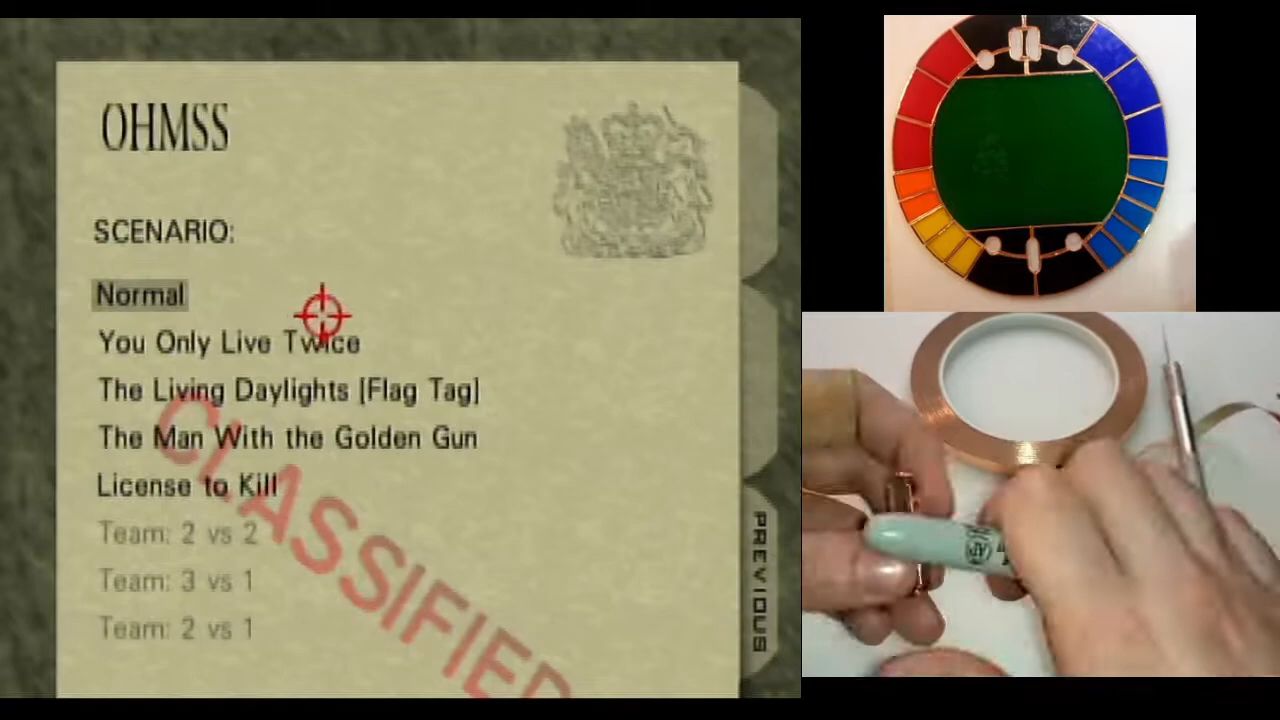 OHMSS
SCENARIO:
Normal
You Only Live Twice
The Living Daylights [Flag Tag]
The Man With the Golden Gun
License to Kill
Team: 2 vs 2
Team: 3 vs 1
Team: 2 vs 1
CLASSIFIED
PREVIOUS